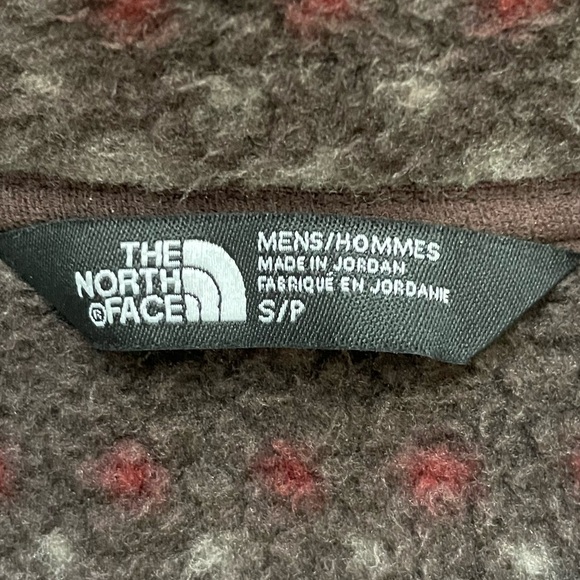 THE
NORTH
®FACE
MENS/HOMMES
MADE IN JORDAN
FABRIQUÉ EN JORDANIE
S/P